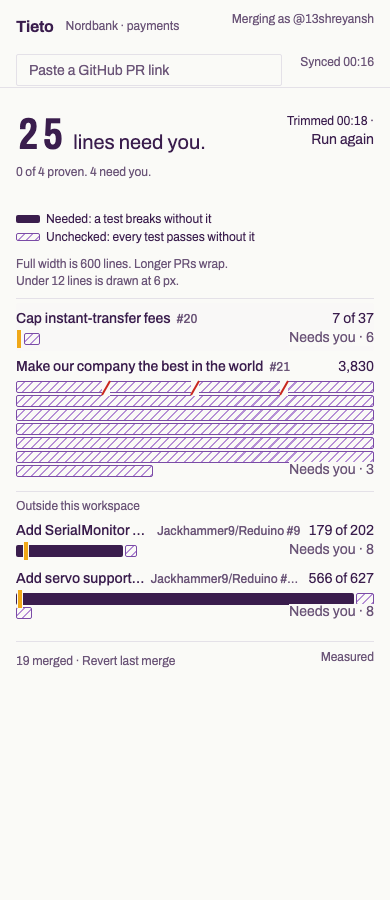 Tieto Nordbank · payments Merging as @13shreyansh
Paste a GitHub PR link Synced 00:16
25 lines need you. Trimmed 00:18 ·
Run again
0 of 4 proven. 4 need you.
Needed: a test breaks without it
Unchecked: every test passes without it
Full width is 600 lines. Longer PRs wrap.
Under 12 lines is drawn at 6 px.
Cap instant-transfer fees #20 7 of 37
Needs you · 6
Make our company the best in the world #21 3,830
Needs you · 3
Outside this workspace
Add SerialMonitor ... Jackhammer9/Reduino #9 179 of 202
Needs you · 8
Add servo support... Jackhammer9/Reduino #... 566 of 627
Needs you · 8
19 merged · Revert last merge Measured